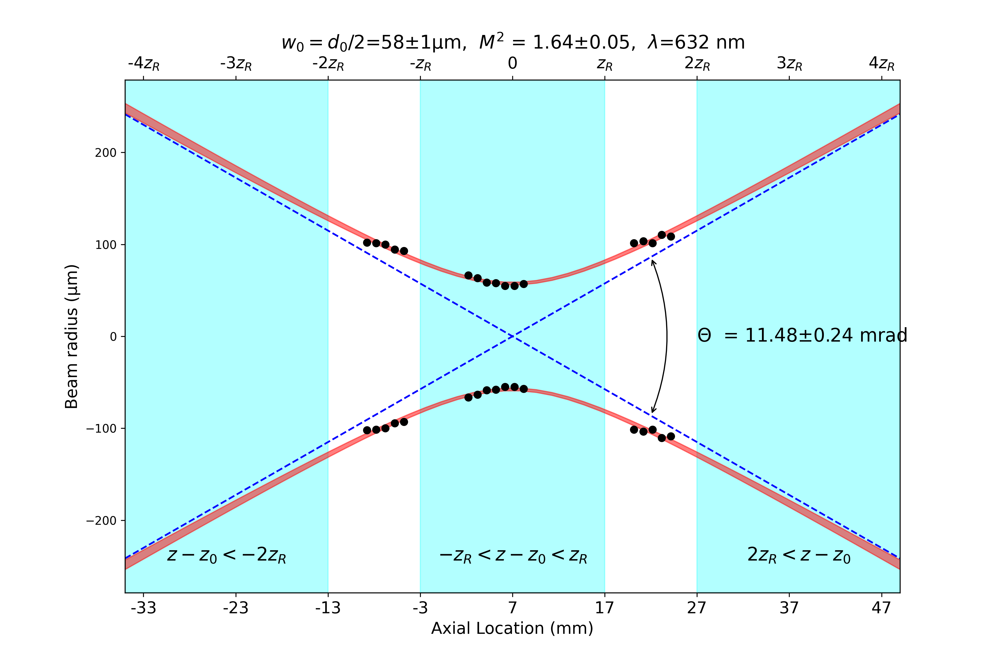 w₀ = d₀/2=58±1µm, M² = 1.64±0.05, λ=632 nm
-4z_R -3z_R -2z_R -z_R 0 z_R 2z_R 3z_R 4z_R
200
100
0
−100
−200
Beam radius (µm)
Θ = 11.48±0.24 mrad
z − z₀ < −2z_R
−z_R < z − z₀ < z_R
2z_R < z − z₀
-33 -23 -13 -3 7 17 27 37 47
Axial Location (mm)